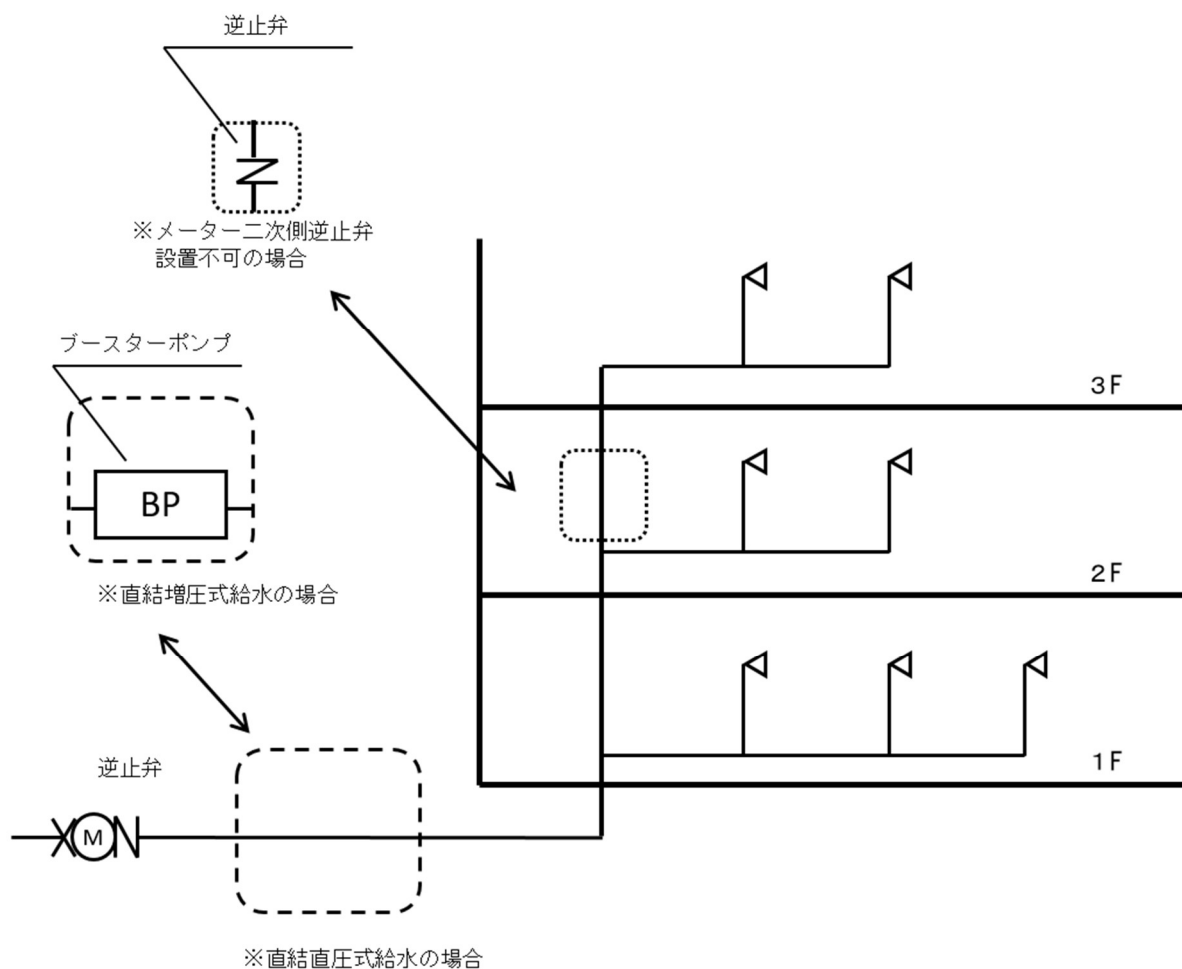 逆止弁
※メーター二次側逆止弁
設置不可の場合
ブースターポンプ
BP
※直結増圧式給水の場合
3F
2F
1F
逆止弁
M
※直結直圧式給水の場合